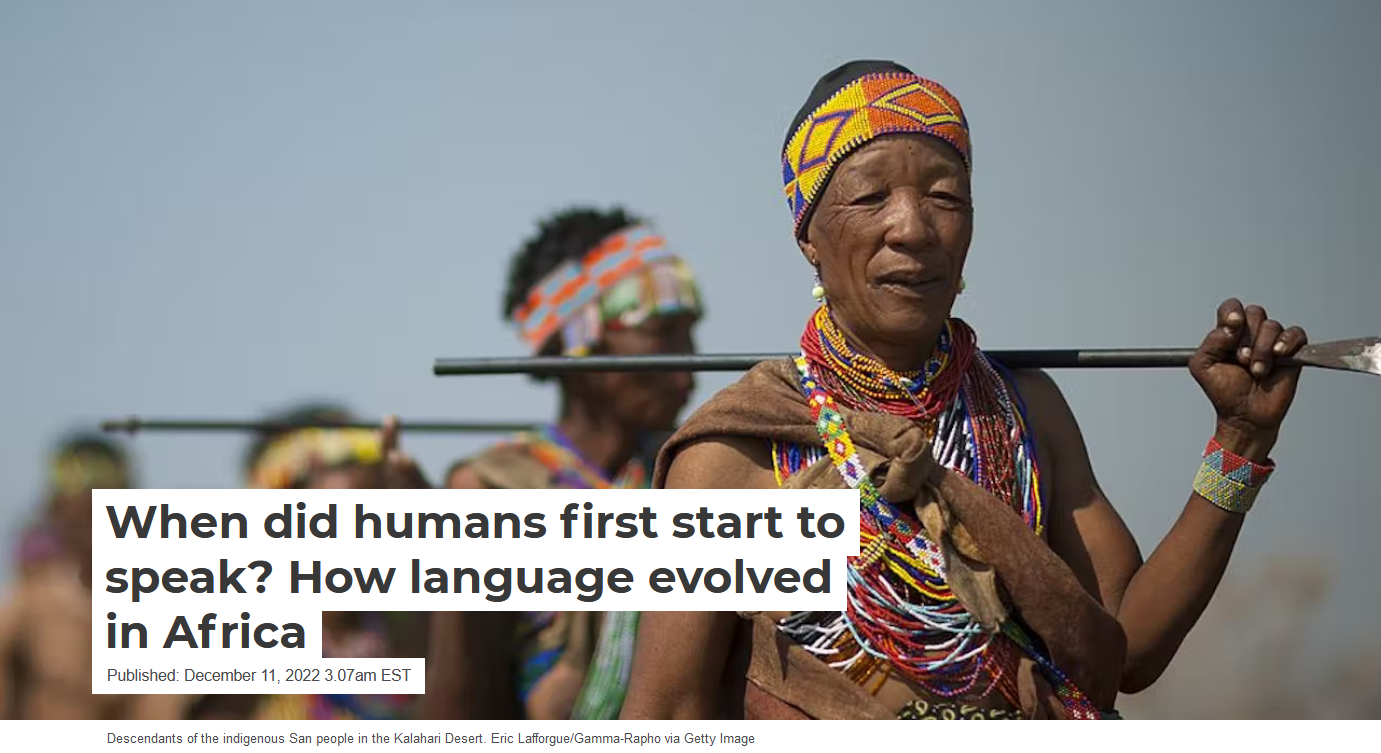 When did humans first start to
speak? How language evolved
in Africa
Published: December 11, 2022 3.07am EST
Descendants of the indigenous San people in the Kalahari Desert. Eric Lafforgue/Gamma-Rapho via Getty Image